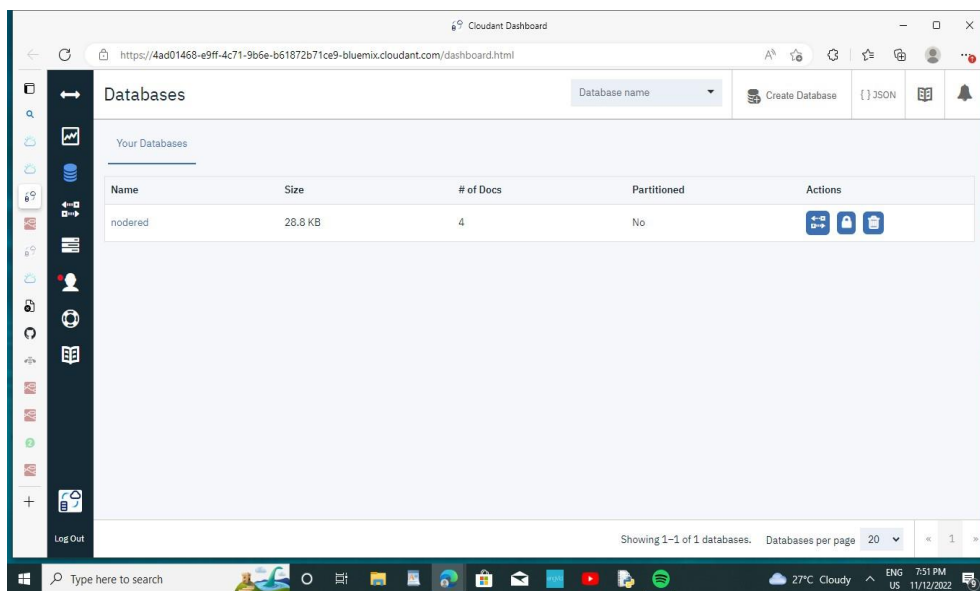 Cloudant Dashboard
https://4ad01468-e9ff-4c71-9b6e-b61872b71ce9-bluemix.cloudant.com/dashboard.html
Databases
Database name
Create Database
{ } JSON
Your Databases
Name Size # of Docs Partitioned Actions
nodered 28.8 KB 4 No
Log Out
Showing 1–1 of 1 databases. Databases per page 20 « 1 »
Type here to search
27°C Cloudy
ENG
US
7:51 PM
11/12/2022